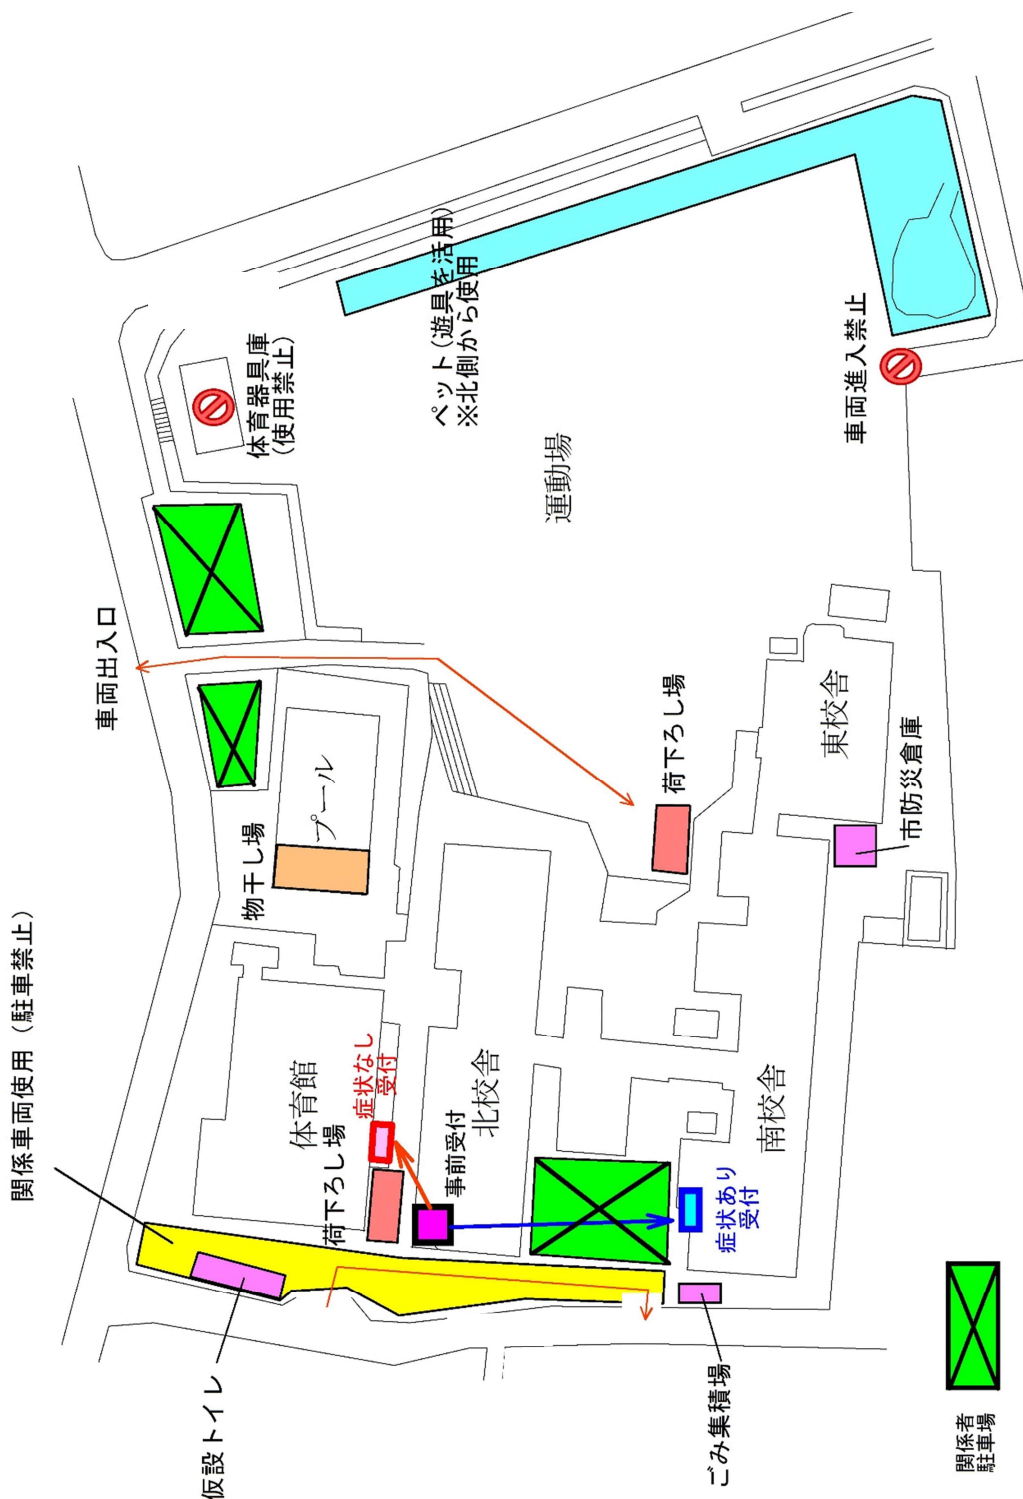 関係車両使用（駐車禁止）
車両出入口
体育器具庫
(使用禁止)
ペット(遊具を活用)
※北側から使用
運動場
車両進入禁止
物干し場
プール
荷下ろし場
東校舎
市防災倉庫
体育館
症状なし
受付
荷下ろし場
北校舎
事前受付
南校舎
症状あり
受付
仮設トイレ
ごみ集積場
関係者
駐車場